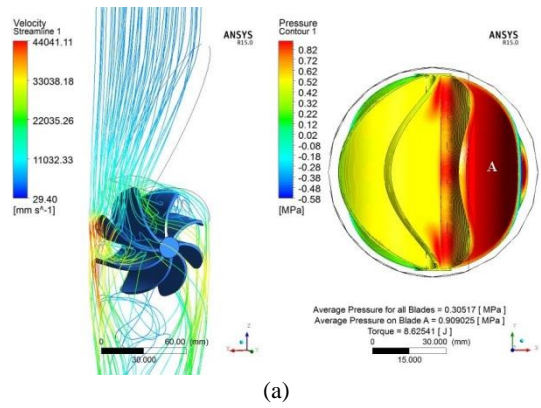 Velocity
Streamline 1
44041.11
33038.18
22035.26
11032.33
29.40
[mm s^-1]
ANSYS
R15.0
0
60.00 (mm)
30.000
Z
Y
Pressure
Contour 1
0.82
0.72
0.62
0.52
0.42
0.32
0.22
0.12
0.02
-0.08
-0.18
-0.28
-0.38
-0.48
-0.58
[MPa]
ANSYS
R15.0
A
Average Pressure for all Blades = 0.30517 [ MPa ]
Average Pressure on Blade A = 0.909025 [ MPa ]
Torque = 8.62541 [ J ]
0
30.000 (mm)
15.000
(a)